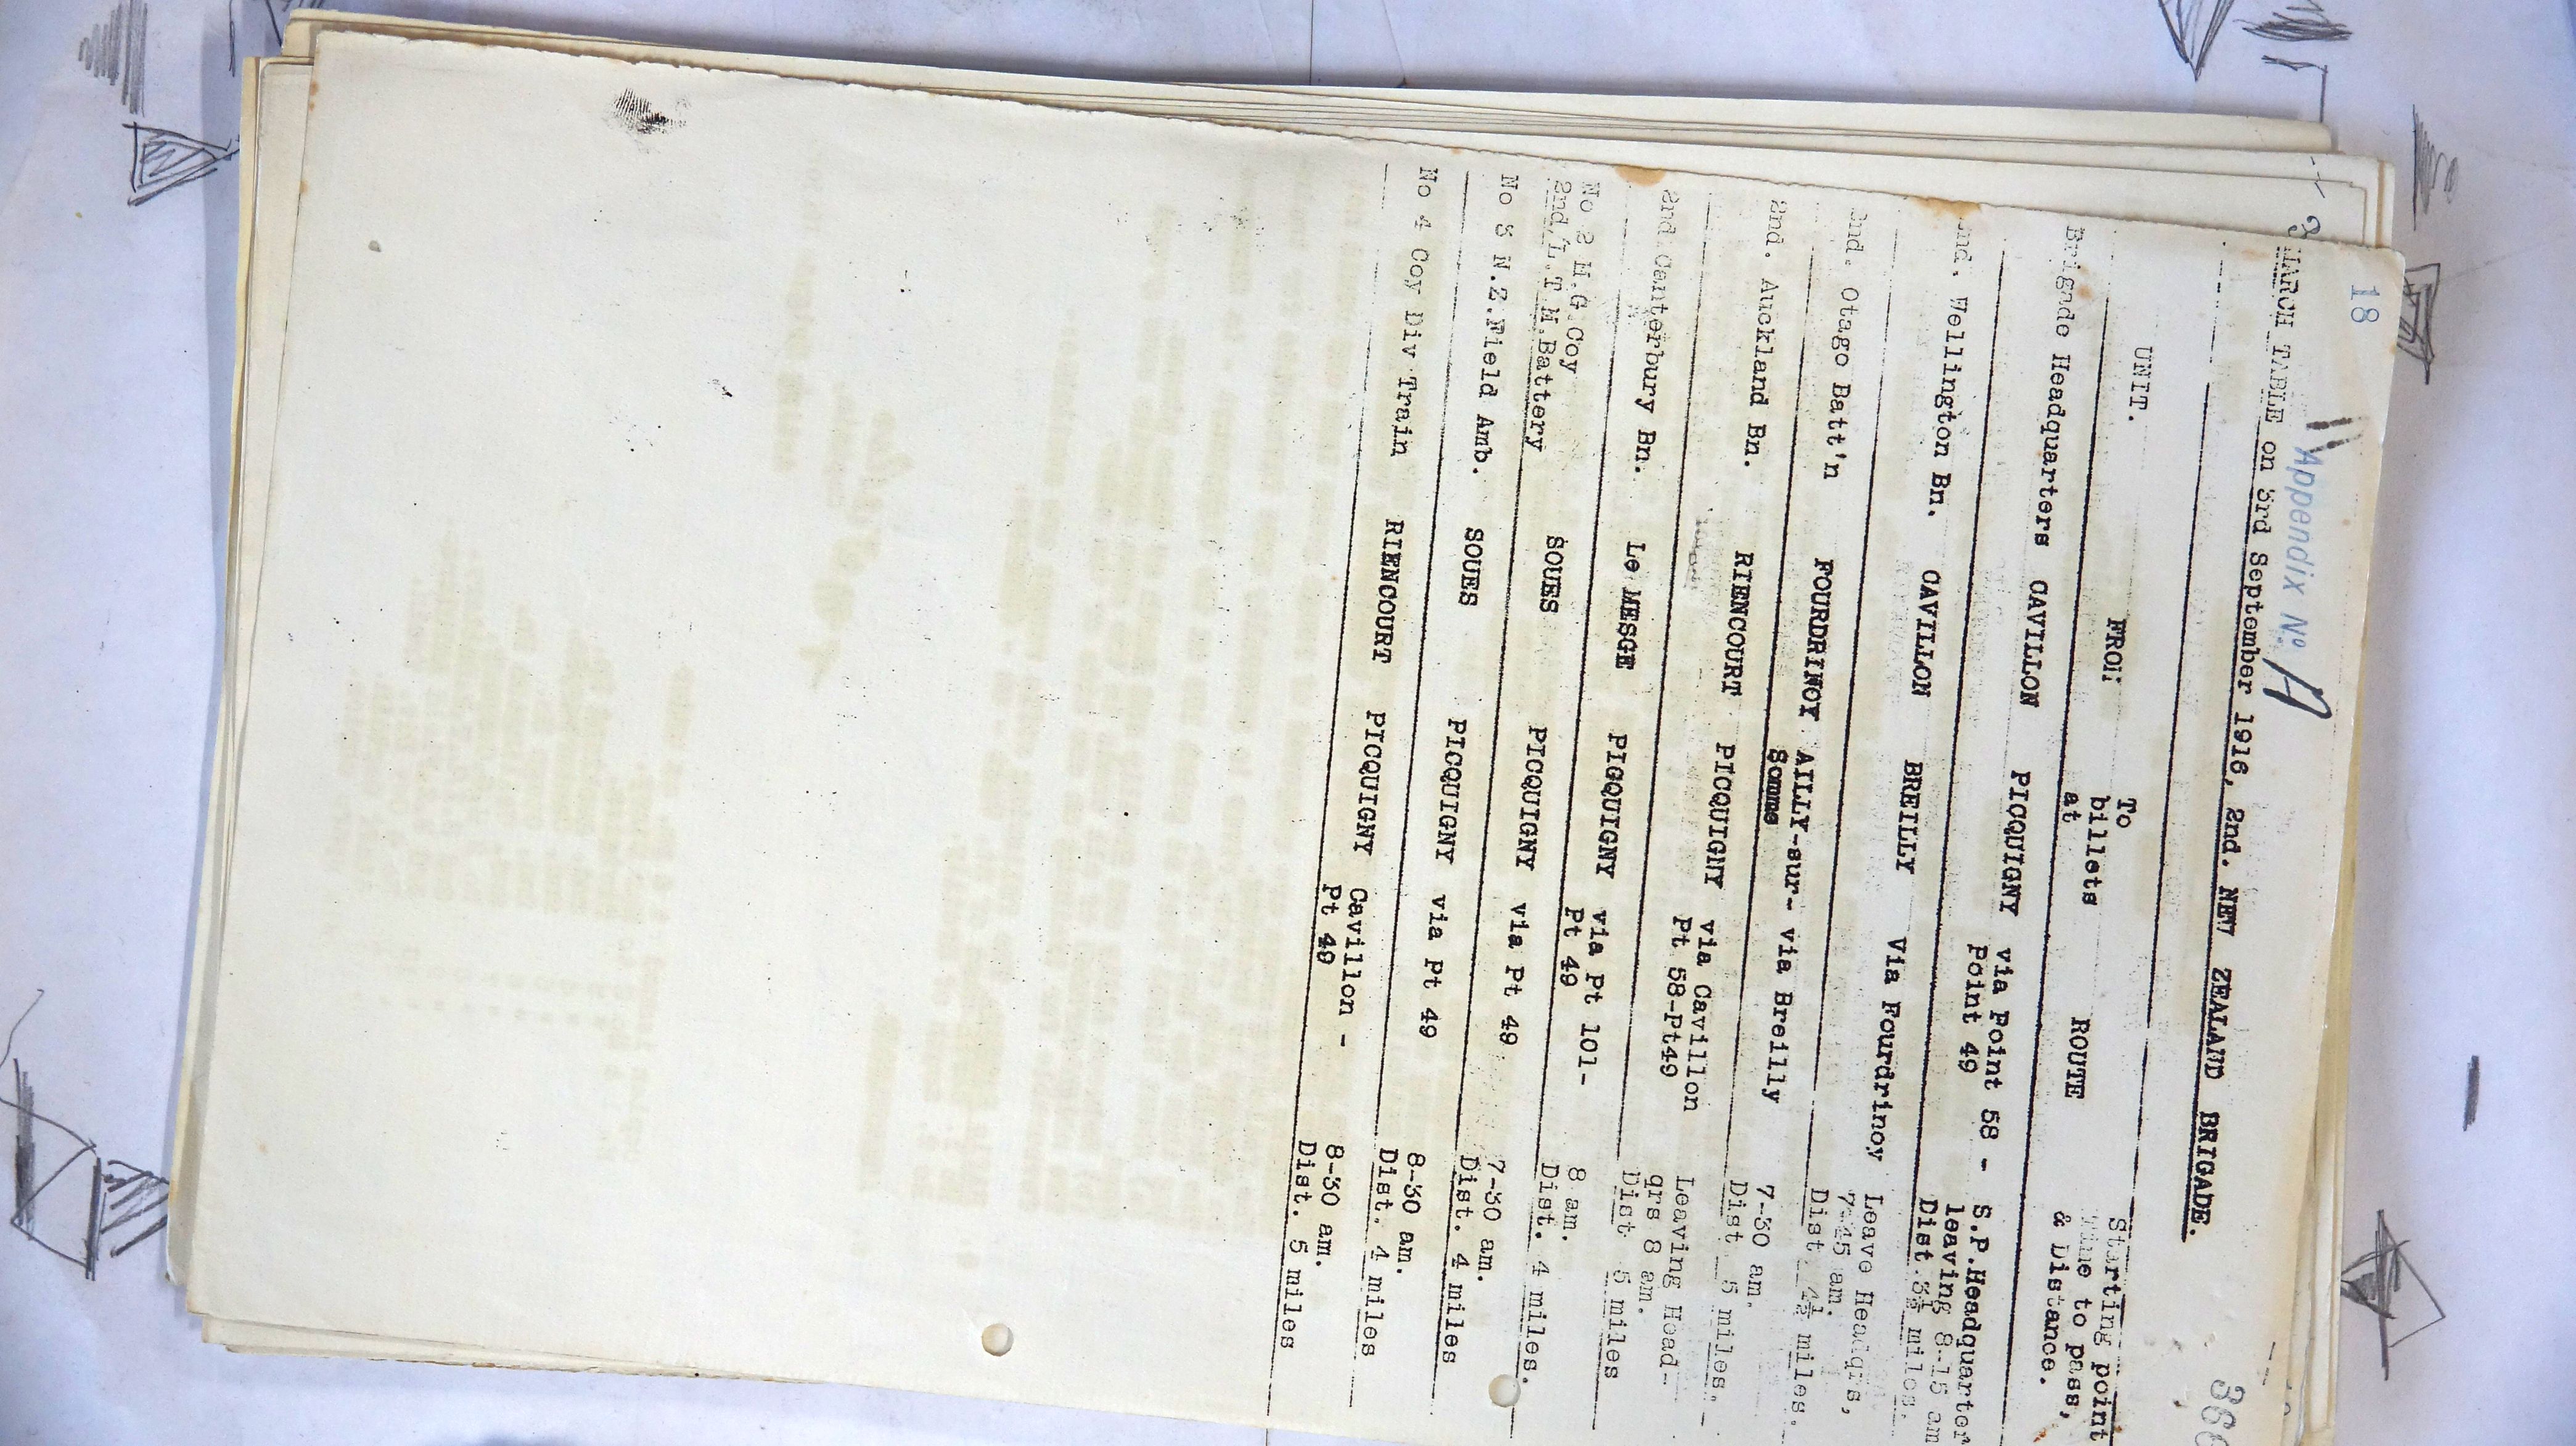 18
Appendix No. A
MARCH TABLE on 3rd September 1916, 2nd. NEW ZEALAND BRIGADE.
UNIT. FROM To billets at ROUTE Starting point Time to pass, & Distance.
Brigade Headquarters CAVILLON PICQUIGNY via Point 58 - S.P.Headquarter
Point 49 leaving 8-15 am
Dist 3½ miles.
2nd. Wellington Bn. CAVILLON BREILLY via Fourdrinoy Leave Headqrs,
7-45 am.
Dist. 4½ miles.
2nd. Otago Batt'n FOURDRINOY AILLY-sur- via Breilly 7-30 am.
Somme Dist 5 miles.
2nd. Auckland Bn. RIENCOURT PICQUIGNY via Cavillon Leaving Head-
Pt 58-Pt49 qrs 8 am.
Dist 5 miles
2nd Canterbury Bn. Le MESGE PICQUIGNY via Pt 101- 8 am.
Pt 49 Dist. 4 miles.
No 2 M.G.Coy
2nd/L.T.M.Battery SOUES PICQUIGNY via Pt 49 7-30 am.
Dist. 4 miles
No 3 N.Z.Field Amb. SOUES PICQUIGNY via Pt 49 8-30 am.
Dist. 4 miles
No 4 Coy Div Train RIENCOURT PICQUIGNY Cavillon - 8-30 am.
Pt 49 Dist. 5 miles